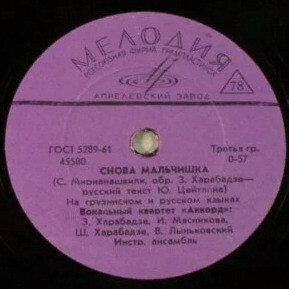 МЕЛОДИЯ
ВСЕСОЮЗНАЯ ФИРМА ГРАМПЛАСТИНОК
АПРЕЛЕВСКИЙ ЗАВОД
78
ГОСТ 5289-61
45580
Третья гр.
0-57
СНОВА МАЛЬЧИШКА
(С. Мирианашвили, обр. З. Харабадзе—
русский текст Ю. Цейтлина)
На грузинском и русском языках
Вокальный квартет «Аккорд»:
З. Харабадзе, И. Мясникова,
Ш. Харабадзе, В. Лыньковский
Инстр. ансамбль